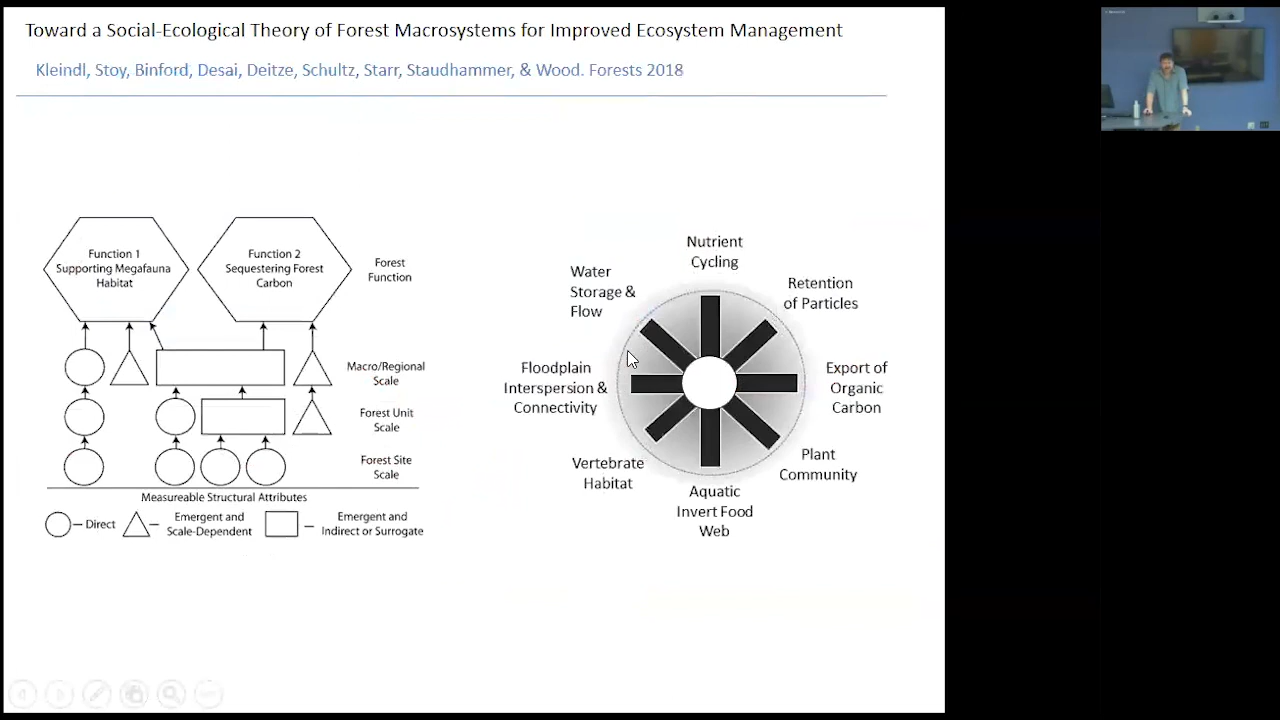 Toward a Social-Ecological Theory of Forest Macrosystems for Improved Ecosystem Management
Kleindl, Stoy, Binford, Desai, Deitze, Schultz, Starr, Staudhammer, & Wood. Forests 2018
Function 1
Supporting Megafauna
Habitat
Function 2
Sequestering Forest
Carbon
Forest
Function
Macro/Regional
Scale
Forest Unit
Scale
Forest Site
Scale
Measureable Structural Attributes
Direct
Emergent and
Scale-Dependent
Emergent and
Indirect or Surrogate
Nutrient
Cycling
Retention
of Particles
Export of
Organic
Carbon
Plant
Community
Aquatic
Invert Food
Web
Vertebrate
Habitat
Floodplain
Interspersion &
Connectivity
Water
Storage &
Flow